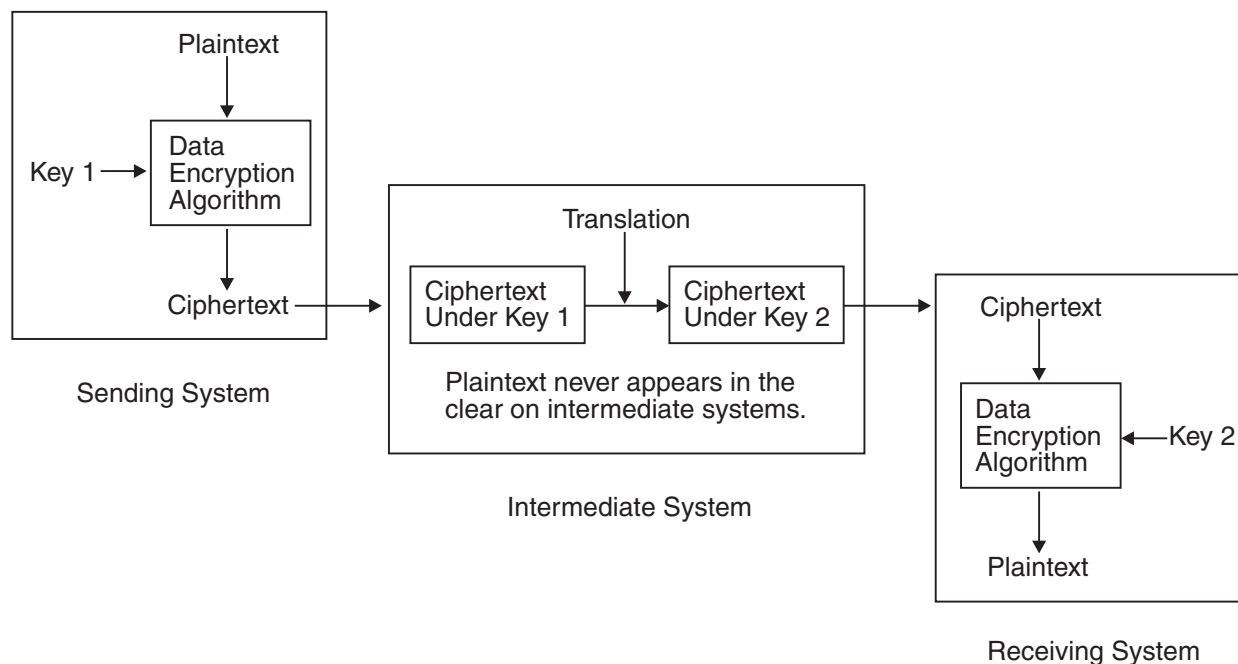 Plaintext
Data
Encryption
Algorithm
Key 1
Ciphertext
Sending System
Translation
Ciphertext
Under Key 1
Ciphertext
Under Key 2
Plaintext never appears in the
clear on intermediate systems.
Intermediate System
Ciphertext
Data
Encryption
Algorithm
Key 2
Plaintext
Receiving System